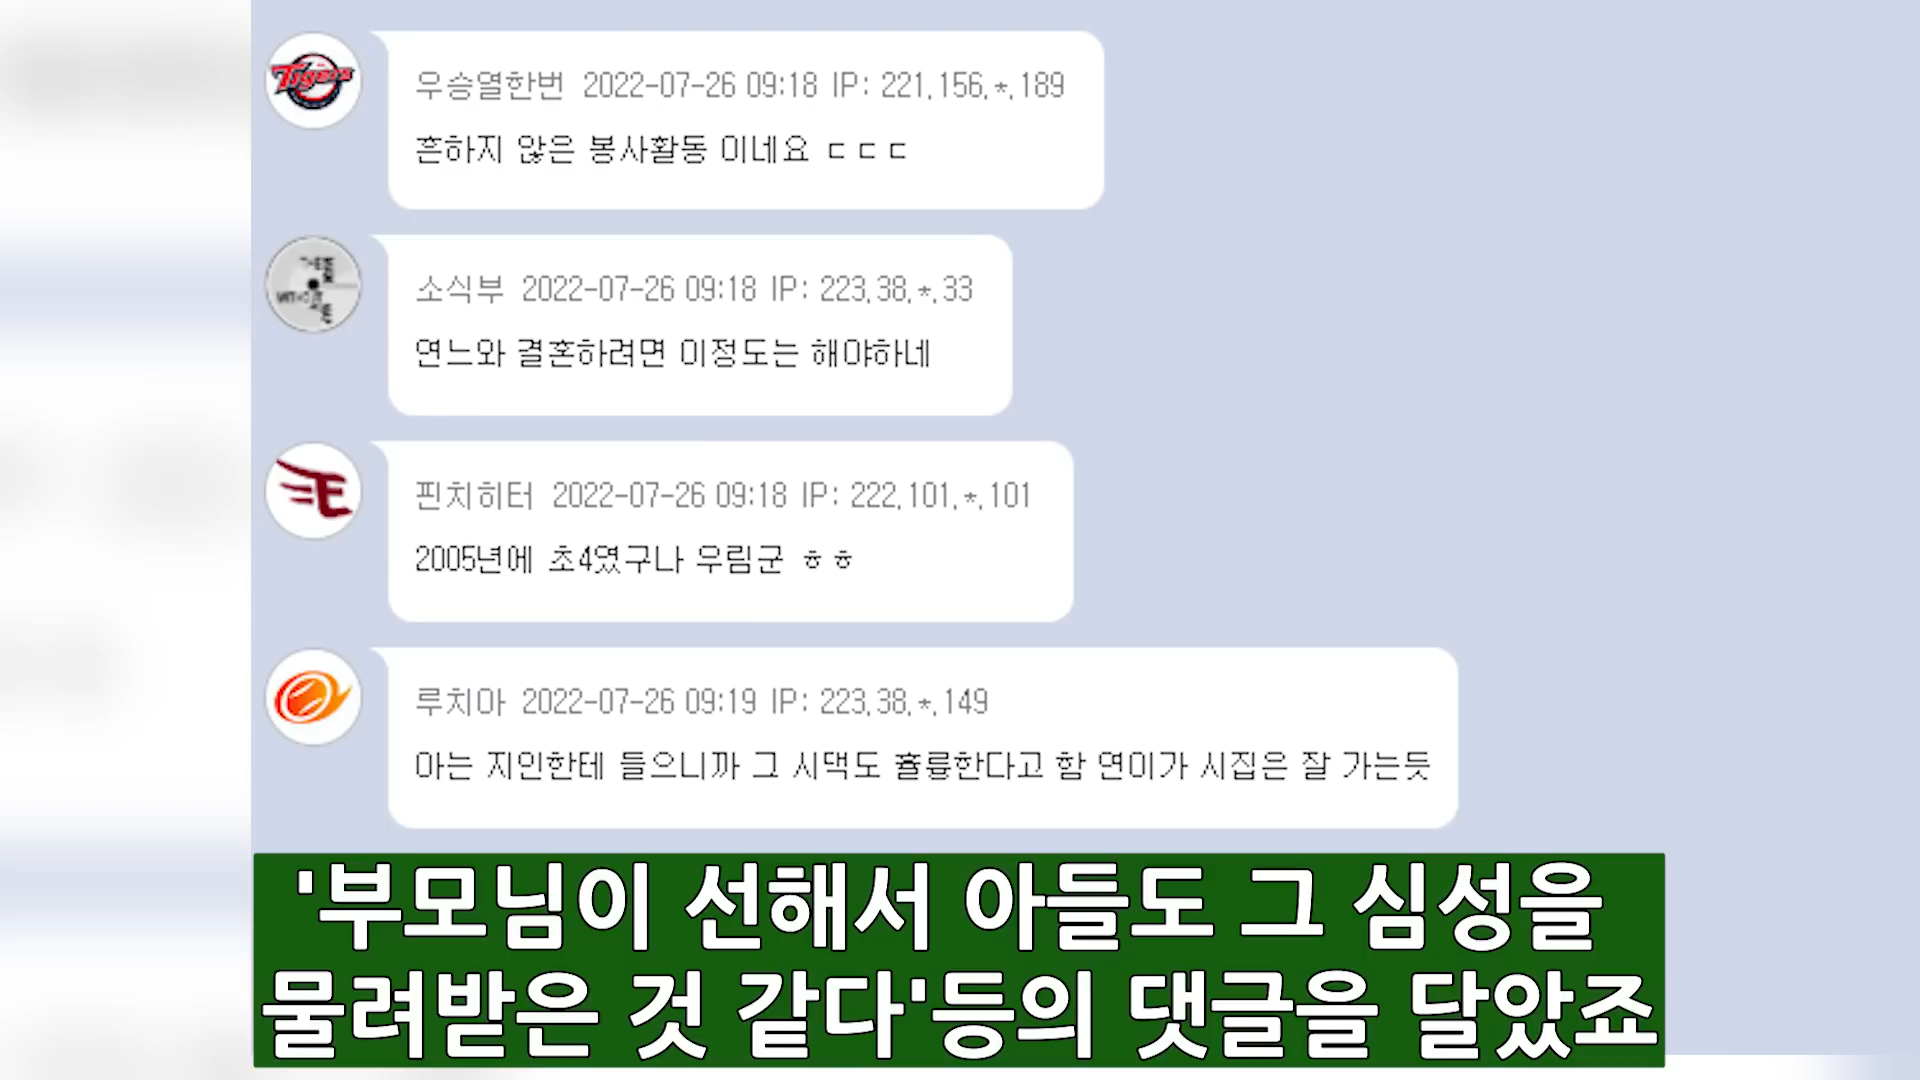 Tigers
우승열한번 2022-07-26 09:18 IP: 221.156.*.189
흔하지 않은 봉사활동 이네요 ㄷㄷㄷ
소식부 2022-07-26 09:18 IP: 223.38.*.33
연느와 결혼하려면 이정도는 해야하네
핀치히터 2022-07-26 09:18 IP: 222.101.*.101
2005년에 초4였구나 우림군 ㅎㅎ
루치아 2022-07-26 09:19 IP: 223.38.*.149
아는 지인한테 들으니까 그 시댁도 휼륭한다고 함 연이가 시집은 잘 가는듯
'부모님이 선해서 아들도 그 심성을
물려받은 것 같다'등의 댓글을 달았죠